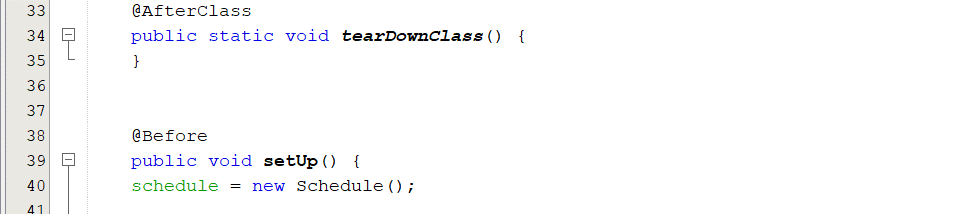 33 @AfterClass
34 public static void tearDownClass() {
35 }
36
37
38 @Before
39 public void setUp() {
40 schedule = new Schedule();
41